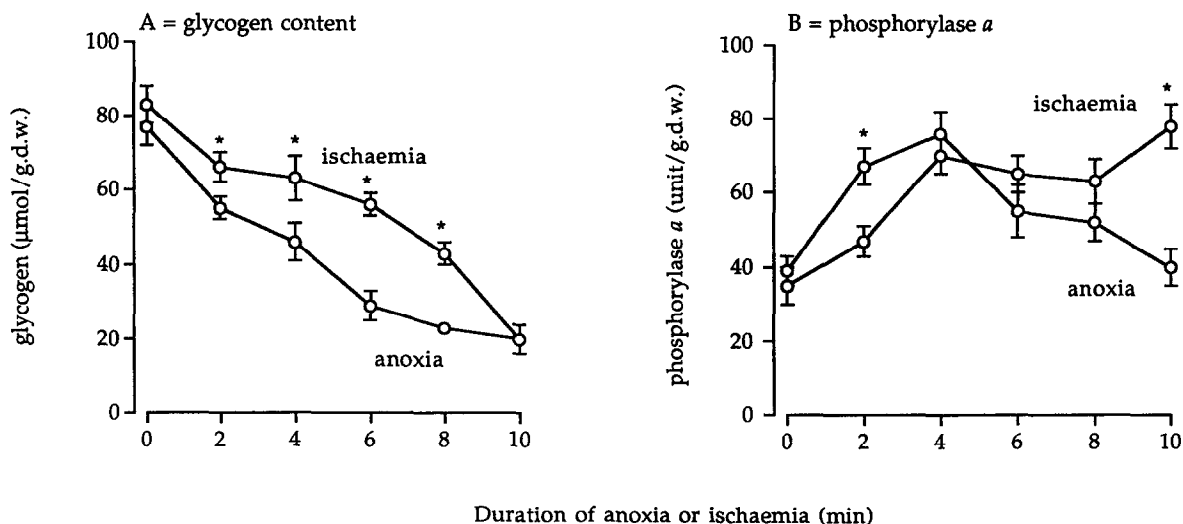 A = glycogen content
100
80
60
40
20
0
glycogen (µmol/g.d.w.)
* * * *
ischaemia
anoxia
0 2 4 6 8 10
B = phosphorylase a
100
80
60
40
20
0
phosphorylase a (unit/g.d.w.)
* *
ischaemia
anoxia
0 2 4 6 8 10
Duration of anoxia or ischaemia (min)